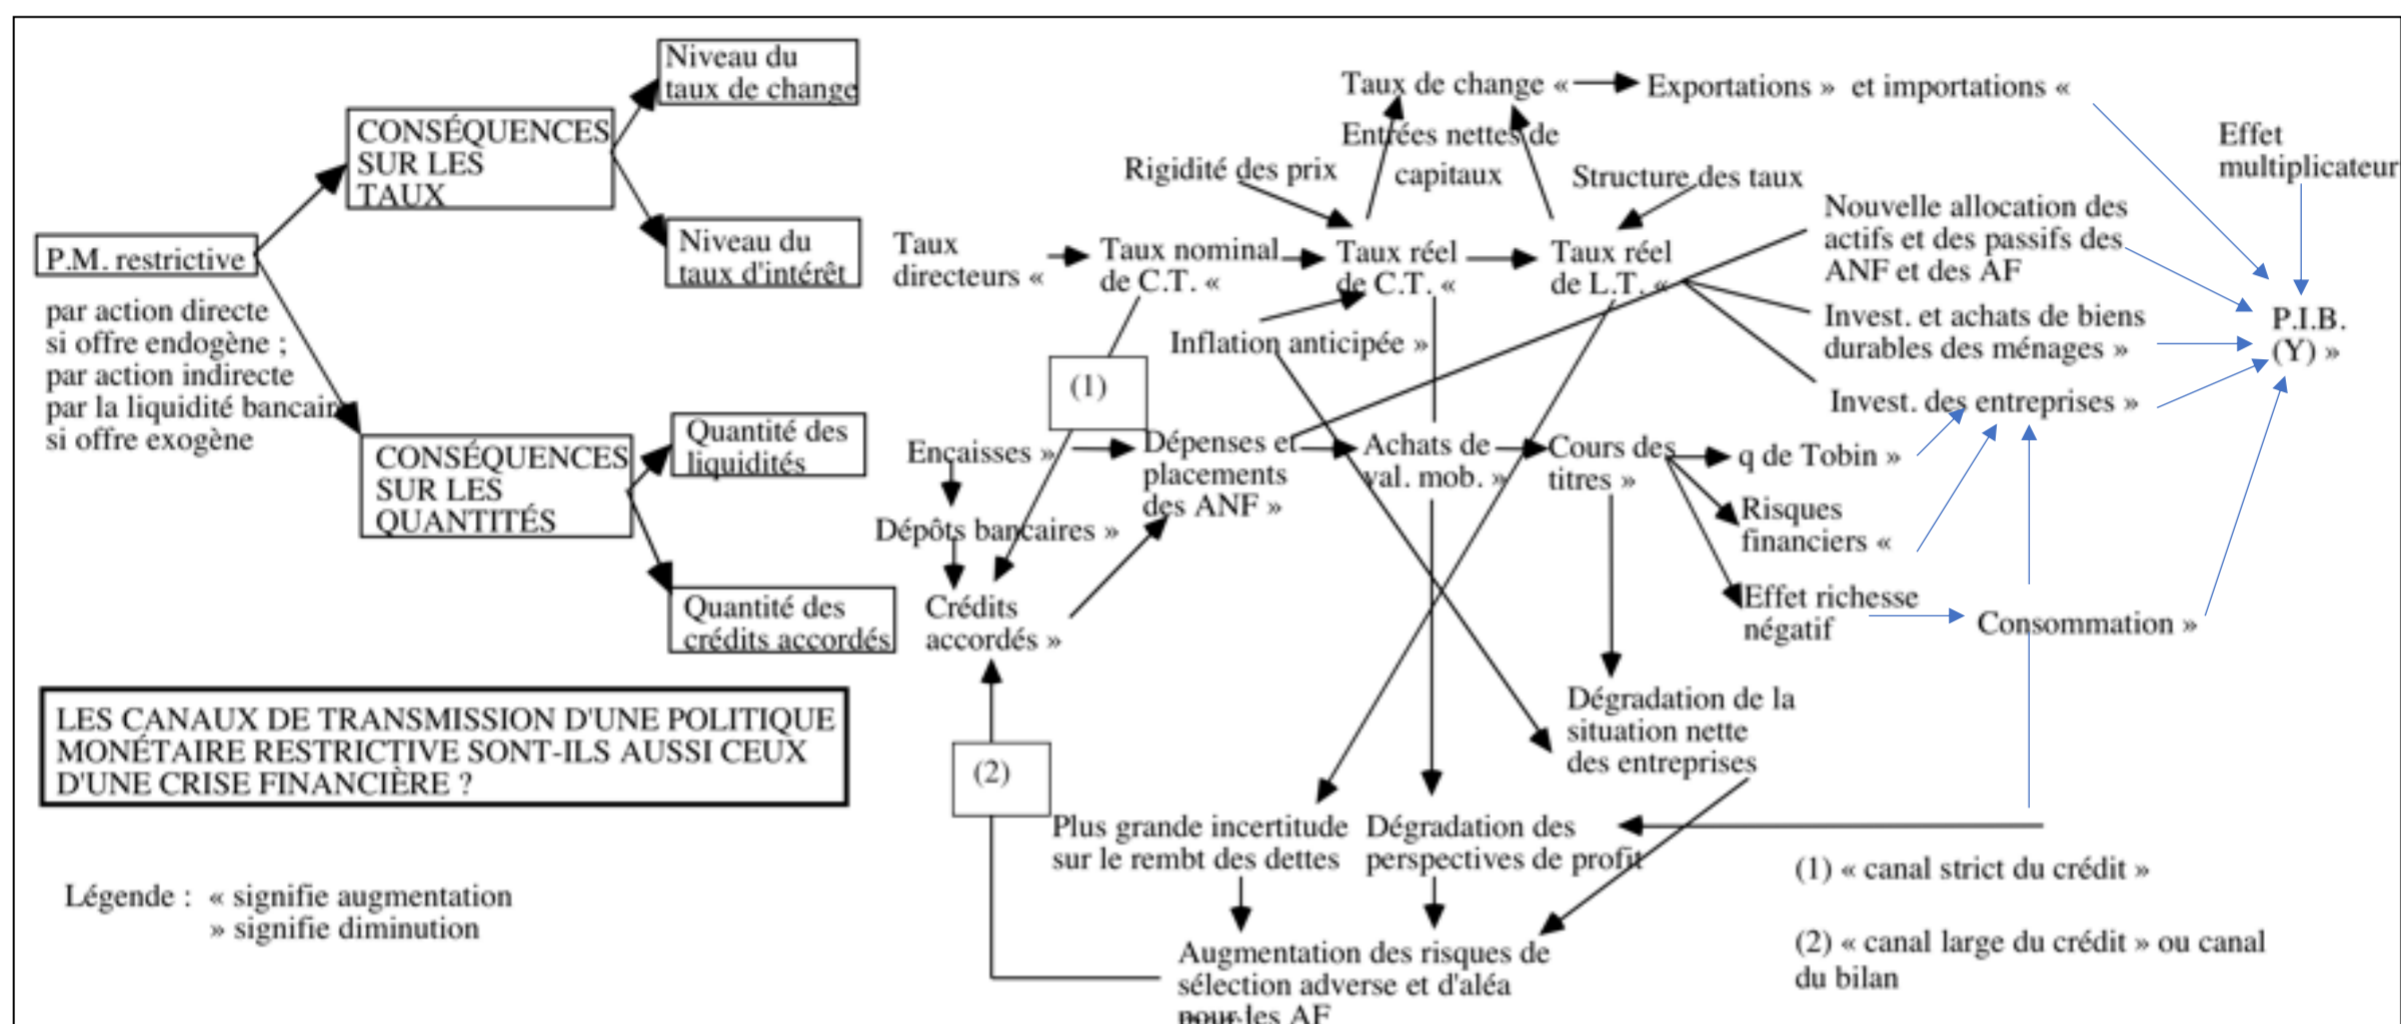 Niveau du
taux de change
CONSÉQUENCES
SUR LES
TAUX
P.M. restrictive
Niveau du
taux d'intérêt
par action directe
si offre endogène ;
par action indirecte
par la liquidité bancaire
si offre exogène
CONSÉQUENCES
SUR LES
QUANTITÉS
Quantité des
liquidités
Quantité des
crédits accordés
LES CANAUX DE TRANSMISSION D'UNE POLITIQUE
MONÉTAIRE RESTRICTIVE SONT-ILS AUSSI CEUX
D'UNE CRISE FINANCIÈRE ?
Légende : « signifie augmentation
» signifie diminution
Taux de change «
Exportations » et importations «
Entrées nettes de
capitaux
Rigidité des prix
Structure des taux
Effet
multiplicateur
Taux
directeurs «
Taux nominal
de C.T. «
Taux réel
de C.T. «
Taux réel
de L.T. «
Nouvelle allocation des
actifs et des passifs des
ANF et des AF
Inflation anticipée »
Invest. et achats de biens
durables des ménages »
P.I.B.
(Y) »
(1)
Invest. des entreprises »
Encaisses »
Dépenses et
placements
des ANF »
Achats de
val. mob. »
Cours des
titres »
q de Tobin »
Risques
financiers «
Dépôts bancaires »
Crédits
accordés »
Effet richesse
négatif
Consommation »
Dégradation de la
situation nette
des entreprises
(2)
Plus grande incertitude
sur le rembt des dettes
Dégradation des
perspectives de profit
Augmentation des risques de
sélection adverse et d'aléa
pour les AF
(1) « canal strict du crédit »
(2) « canal large du crédit » ou canal
du bilan